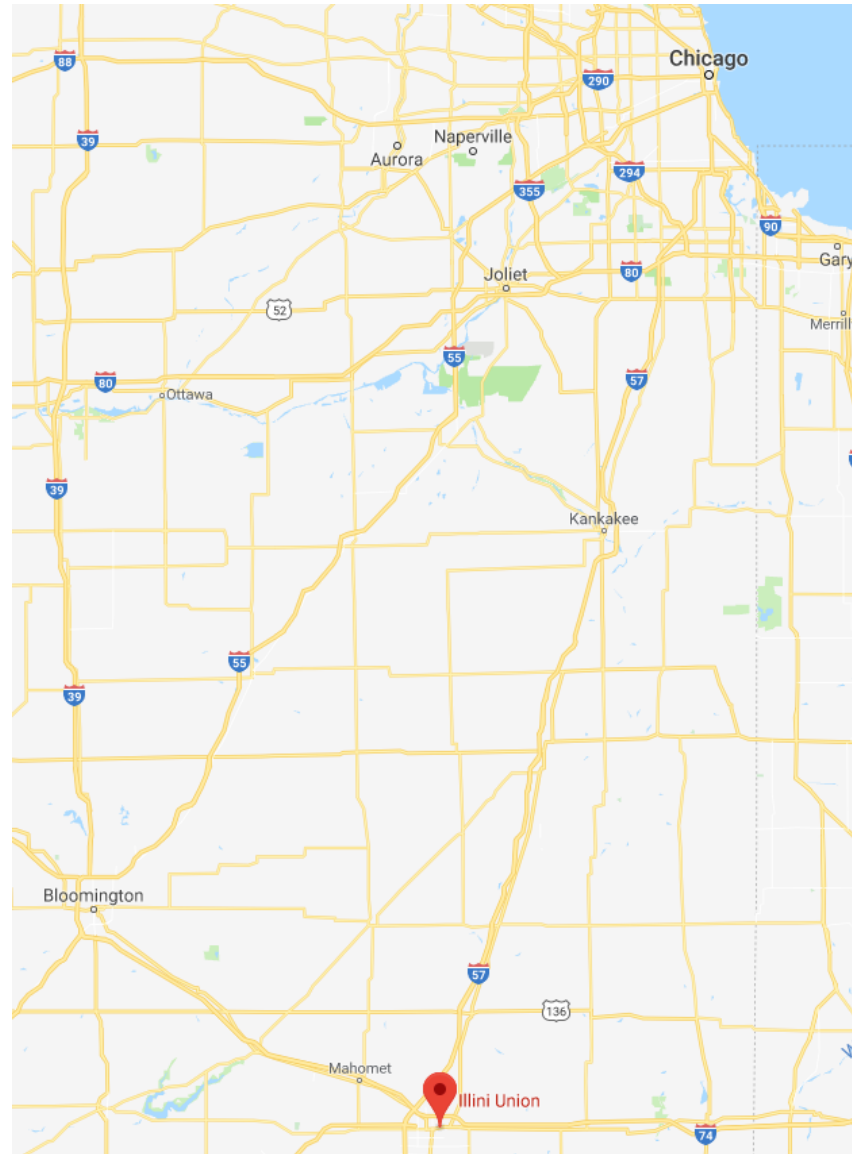 88
Chicago
290
39
Naperville
Aurora
294
355
90
Gary
80
Joliet
52
Merrill
55
57
80
Ottawa
39
Kankakee
55
39
Bloomington
57
136
Mahomet
Illini Union
74